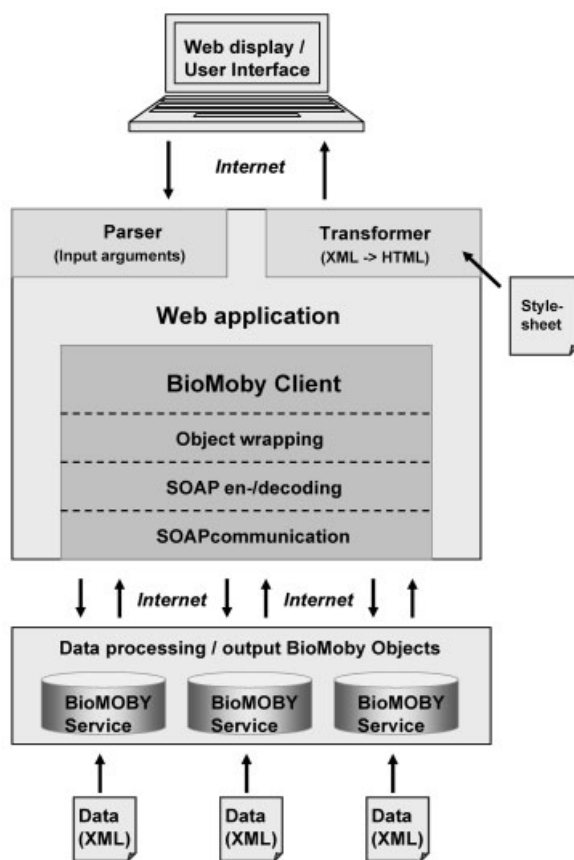 Web display /
User Interface
Internet
Parser
(Input arguments)
Transformer
(XML -> HTML)
Style-
sheet
Web application
BioMoby Client
Object wrapping
SOAP en-/decoding
SOAPcommunication
Internet
Internet
Data processing / output BioMoby Objects
BioMOBY
Service
BioMOBY
Service
BioMOBY
Service
Data
(XML)
Data
(XML)
Data
(XML)